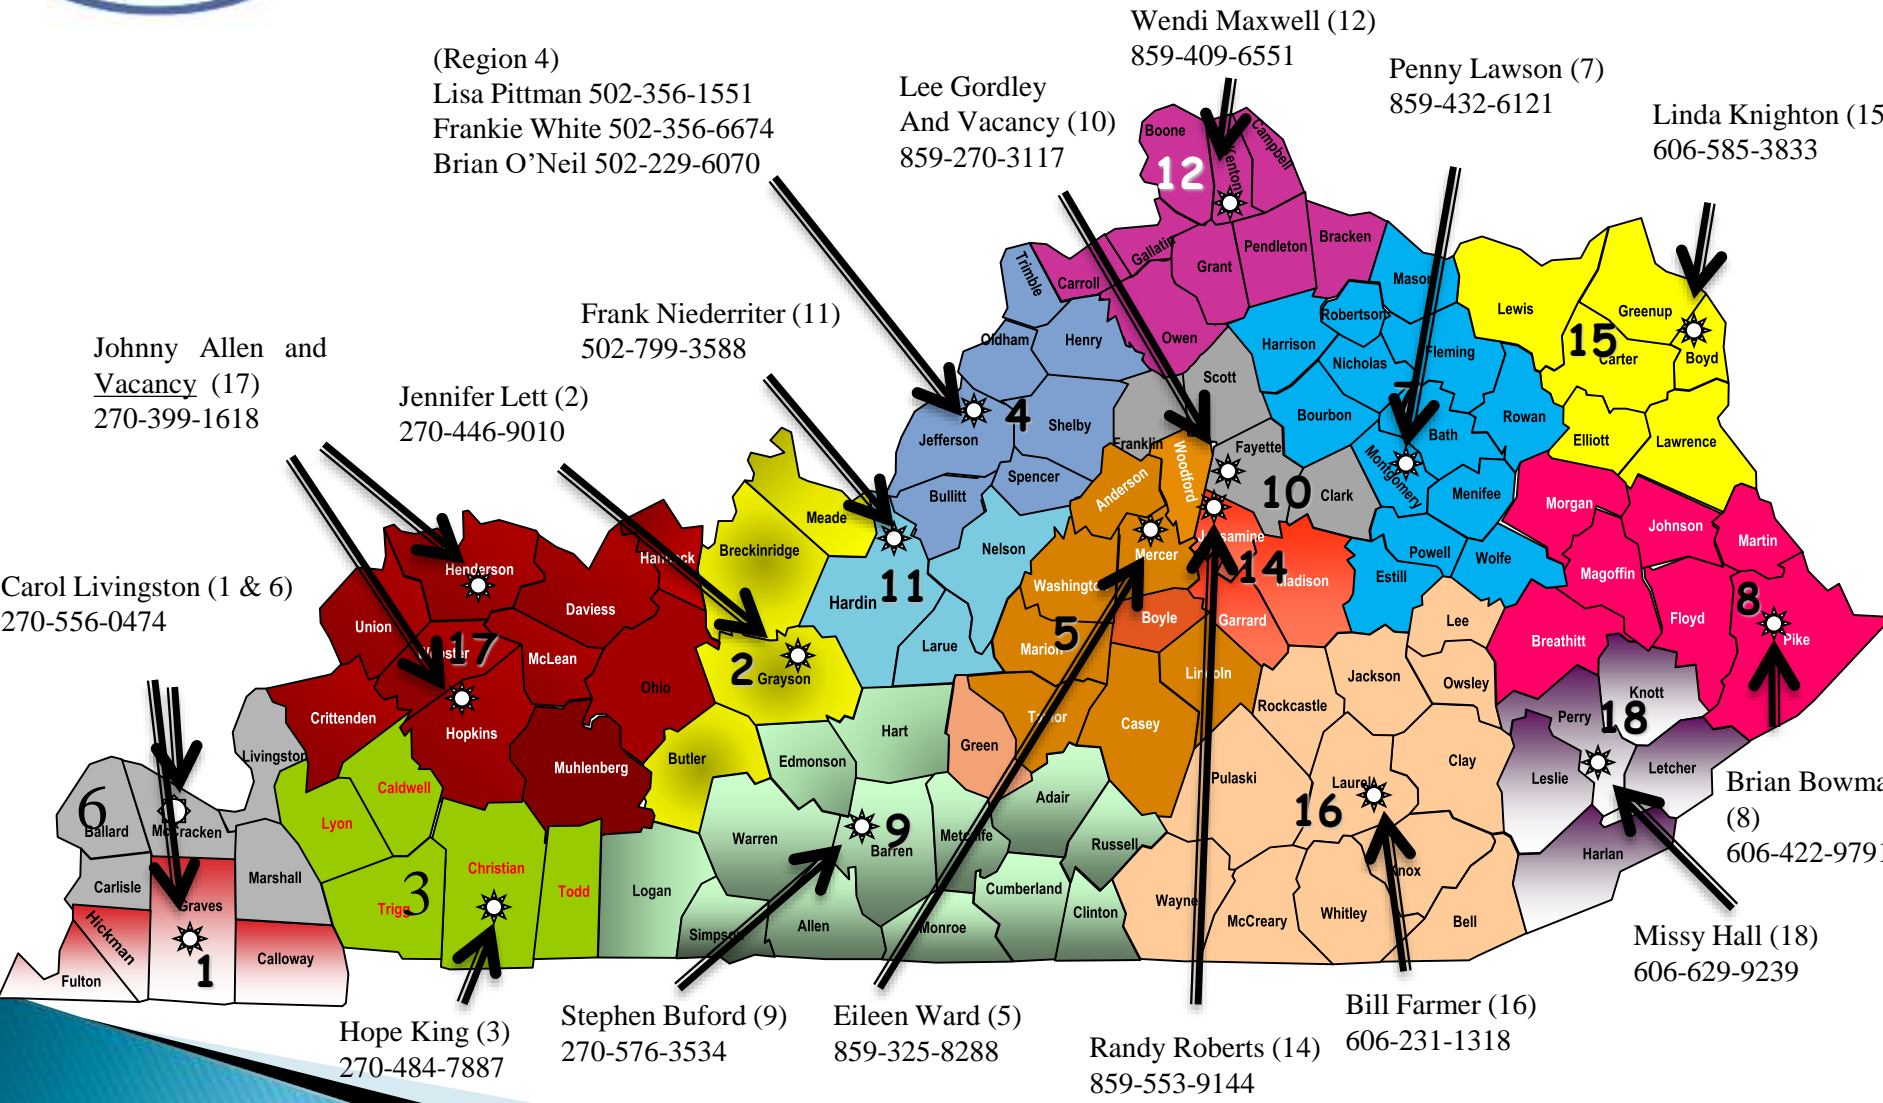 Wendi Maxwell (12)
859-409-6551
(Region 4)
Lisa Pittman 502-356-1551
Frankie White 502-356-6674
Brian O’Neil 502-229-6070
Lee Gordley
And Vacancy (10)
859-270-3117
Penny Lawson (7)
859-432-6121
Linda Knighton (15
606-585-3833
Frank Niederriter (11)
502-799-3588
Johnny Allen and
Vacancy (17)
270-399-1618
Jennifer Lett (2)
270-446-9010
Carol Livingston (1 & 6)
270-556-0474
Boone
Kenton
Campbell
12
Gallatin
Grant
Pendleton
Bracken
Carroll
Owen
Trimble
Oldham
Henry
Jefferson
4
Shelby
Spencer
Bullitt
Mason
Robertson
Harrison
Nicholas
Fleming
Bourbon
7
Bath
Rowan
Montgomery
Menifee
Powell
Wolfe
Estill
Lewis
Greenup
15
Carter
Boyd
Elliott
Lawrence
Scott
Franklin
Fayette
10
Clark
Woodford
Anderson
Mercer
Washington
Marion
5
Boyle
Lincoln
Taylor
Casey
Jessamine
14
Madison
Garrard
Morgan
Johnson
Martin
Magoffin
Floyd
8
Pike
Breathitt
Knott
Perry
18
Leslie
Letcher
Harlan
Lee
Jackson
Owsley
Rockcastle
Clay
Pulaski
Laurel
16
Knox
Wayne
McCreary
Whitley
Bell
Meade
Breckinridge
2
Grayson
Butler
Nelson
Hardin
11
Larue
Hancock
Henderson
Daviess
Union
Webster
17
McLean
Ohio
Crittenden
Hopkins
Muhlenberg
Hart
Edmonson
Green
Adair
Warren
9
Barren
Metcalfe
Russell
Logan
Simpson
Allen
Monroe
Cumberland
Clinton
Caldwell
Lyon
Christian
Trigg
3
Todd
Livingston
6
Ballard
McCracken
Carlisle
Marshall
Graves
Hickman
1
Calloway
Fulton
Brian Bowma
(8)
606-422-9791
Missy Hall (18)
606-629-9239
Bill Farmer (16)
606-231-1318
Randy Roberts (14)
859-553-9144
Eileen Ward (5)
859-325-8288
Stephen Buford (9)
270-576-3534
Hope King (3)
270-484-7887